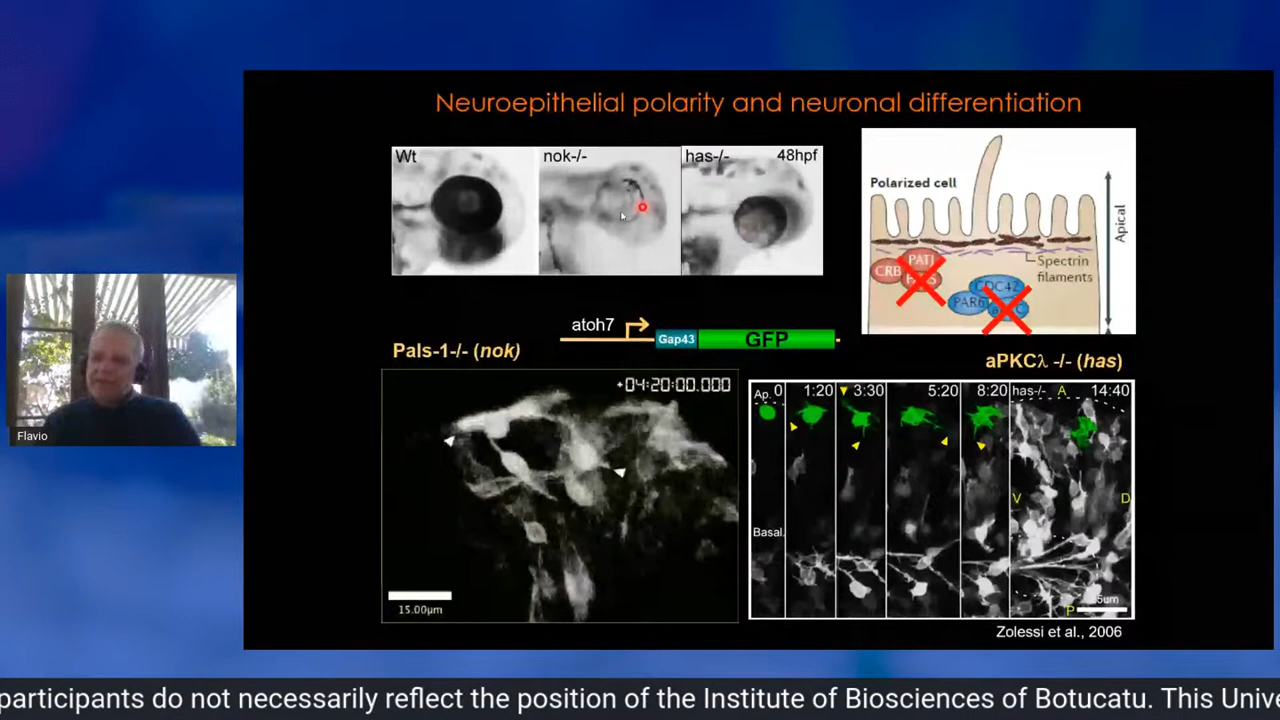 Neuroepithelial polarity and neuronal differentiation
Wt
nok-/-
has-/-
48hpf
Polarized cell
Apical
Spectrin
filaments
CRB
PATJ
CDC42
PAR6
atoh7
Gap43
GFP
Pals-1-/- (nok)
aPKCλ -/- (has)
+04:20:00.000
15.00µm
Ap.
0
1:20
3:30
5:20
8:20
has-/-
A
14:40
V
D
Basal
P
Zolessi et al., 2006
Flavio
participants do not necessarily reflect the position of the Institute of Biosciences of Botucatu. This Unive